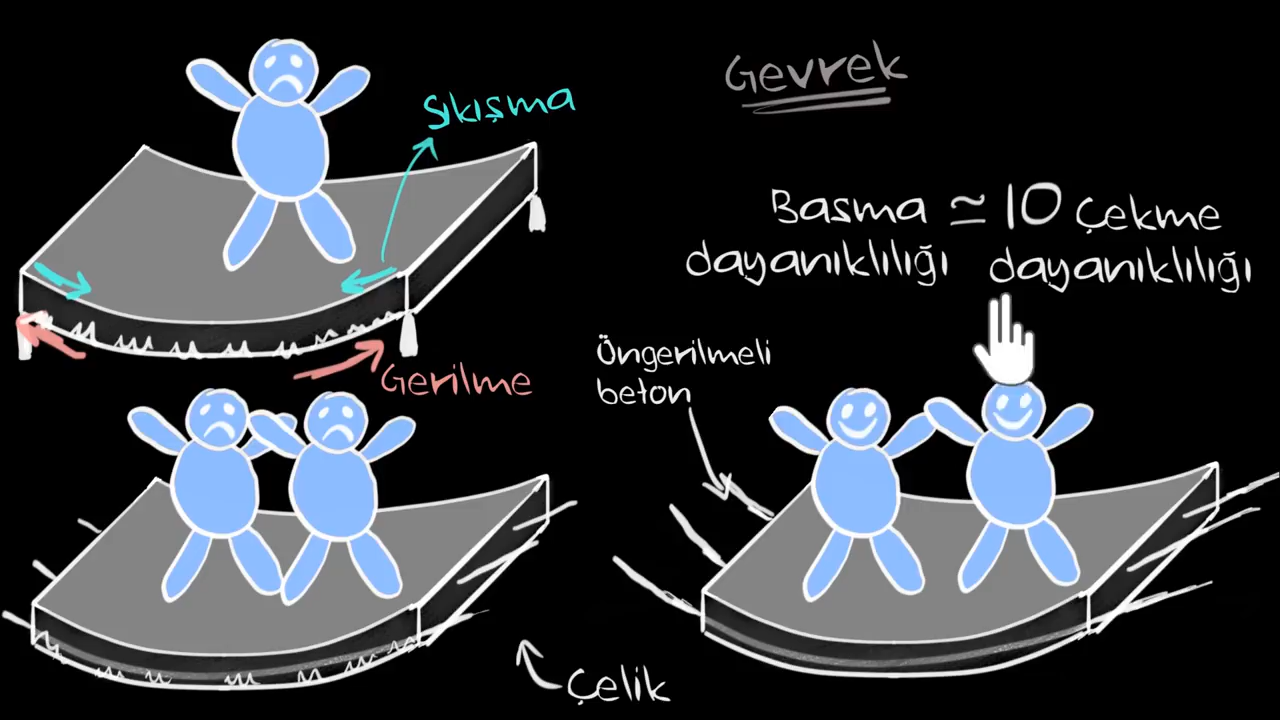 Gevrek
Sıkışma
Basma ≃ 10 Çekme
dayanıklılığı dayanıklılığı
Gerilme
Öngerilmeli
beton
Çelik